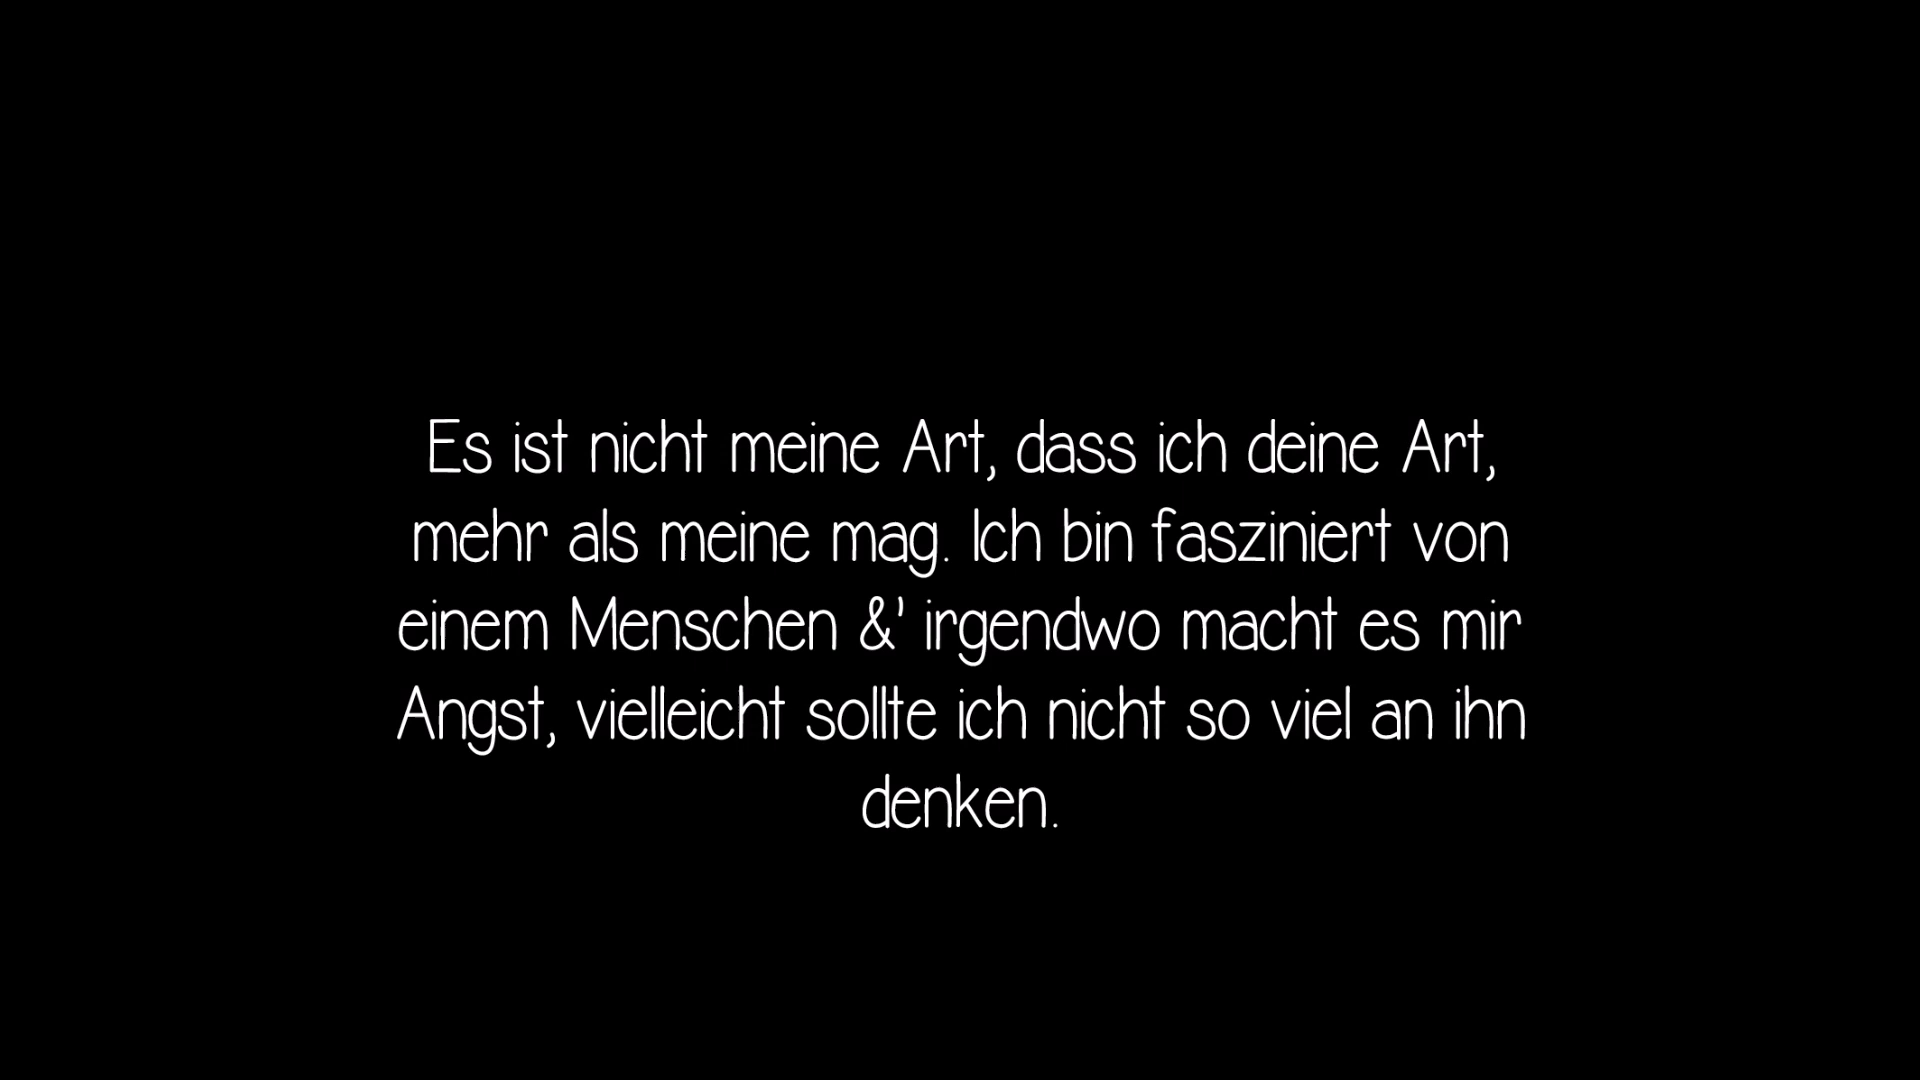 Es ist nicht meine Art, dass ich deine Art,
mehr als meine mag. Ich bin fasziniert von
einem Menschen &' irgendwo macht es mir
Angst, vielleicht sollte ich nicht so viel an ihn
denken.